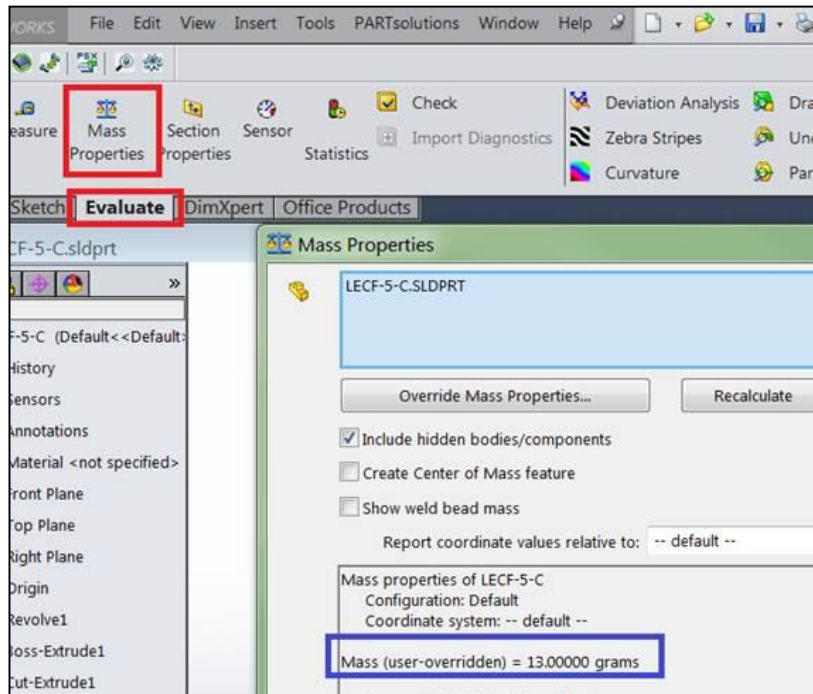 ORKS File Edit View Insert Tools PARTsolutions Window Help
PSX
easure Mass Properties Section Properties Sensor Statistics Check Import Diagnostics Deviation Analysis Zebra Stripes Curvature Dra Un Par
Sketch Evaluate DimXpert Office Products
CF-5-C.sldprt
»
F-5-C (Default<<Default>
History
Sensors
Annotations
Material <not specified>
Front Plane
Top Plane
Right Plane
Origin
Revolve1
Boss-Extrude1
Cut-Extrude1
Mass Properties
LECF-5-C.SLDPRT
Override Mass Properties... Recalculate
Include hidden bodies/components
Create Center of Mass feature
Show weld bead mass
Report coordinate values relative to: -- default --
Mass properties of LECF-5-C
Configuration: Default
Coordinate system: -- default --
Mass (user-overridden) = 13.00000 grams